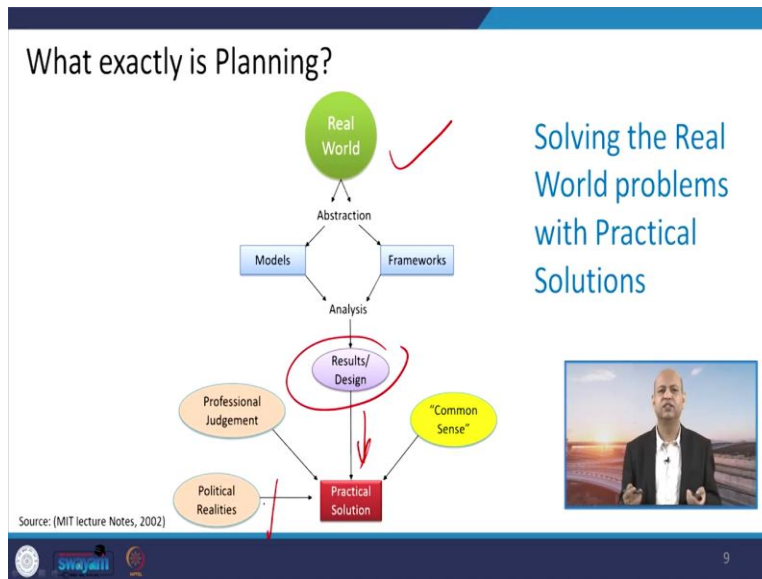 What exactly is Planning?
Real
World
Abstraction
Models
Frameworks
Analysis
Results/
Design
Professional
Judgement
"Common
Sense"
Political
Realities
Practical
Solution
Solving the Real
World problems
with Practical
Solutions
Source: (MIT lecture Notes, 2002)
swayam
9